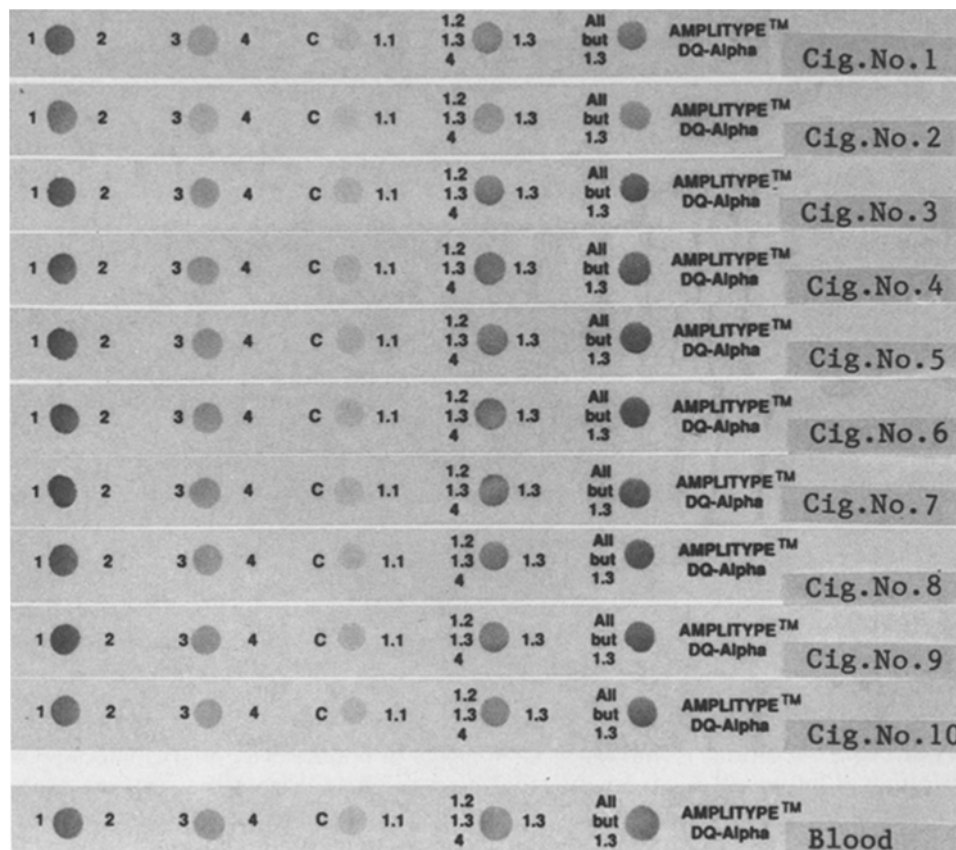 1.2 All AMPLITYPE™
1 2 3 4 C 1.1 1.3 1.3 but DQ-Alpha
4 1.3 Cig.No.1
1.2 All AMPLITYPE™
1 2 3 4 C 1.1 1.3 1.3 but DQ-Alpha
4 1.3 Cig.No.2
1.2 All AMPLITYPE™
1 2 3 4 C 1.1 1.3 1.3 but DQ-Alpha
4 1.3 Cig.No.3
1.2 All AMPLITYPE™
1 2 3 4 C 1.1 1.3 1.3 but DQ-Alpha
4 1.3 Cig.No.4
1.2 All AMPLITYPE™
1 2 3 4 C 1.1 1.3 1.3 but DQ-Alpha
4 1.3 Cig.No.5
1.2 All AMPLITYPE™
1 2 3 4 C 1.1 1.3 1.3 but DQ-Alpha
4 1.3 Cig.No.6
1.2 All AMPLITYPE™
1 2 3 4 C 1.1 1.3 1.3 but DQ-Alpha
4 1.3 Cig.No.7
1.2 All AMPLITYPE™
1 2 3 4 C 1.1 1.3 1.3 but DQ-Alpha
4 1.3 Cig.No.8
1.2 All AMPLITYPE™
1 2 3 4 C 1.1 1.3 1.3 but DQ-Alpha
4 1.3 Cig.No.9
1.2 All AMPLITYPE™
1 2 3 4 C 1.1 1.3 1.3 but DQ-Alpha
4 1.3 Cig.No.10
1.2 All AMPLITYPE™
1 2 3 4 C 1.1 1.3 1.3 but DQ-Alpha
4 1.3 Blood